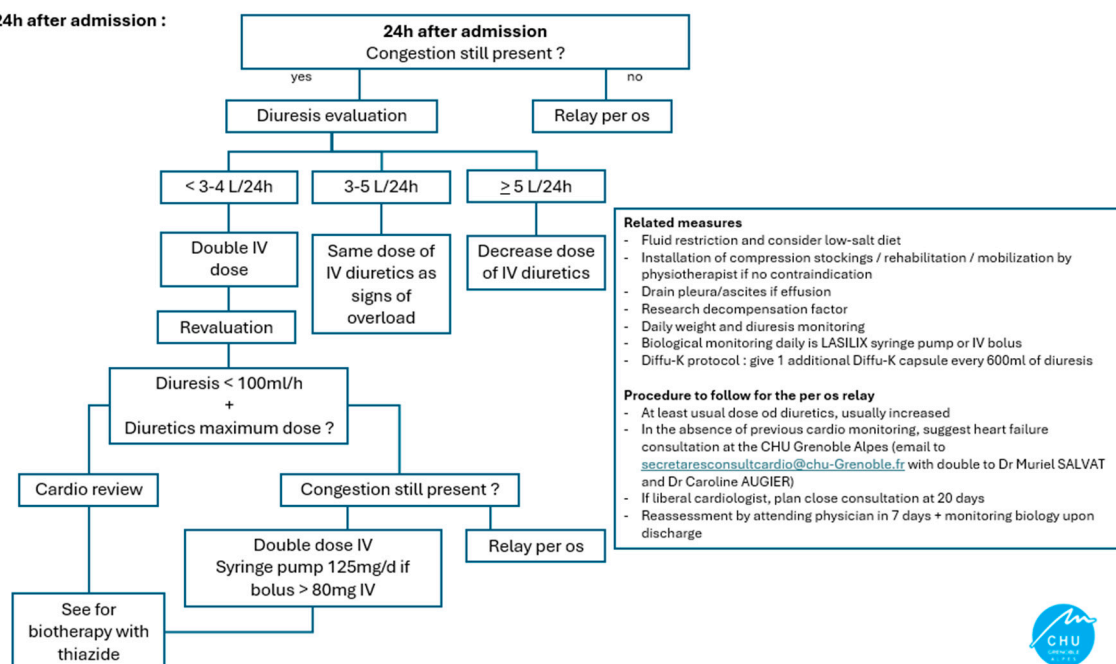 24h after admission :
24h after admission
Congestion still present ?
yes
no
Diuresis evaluation
Relay per os
< 3-4 L/24h
3-5 L/24h
≥ 5 L/24h
Double IV
dose
Same dose of
IV diuretics as
signs of
overload
Decrease dose
of IV diuretics
Revaluation
Diuresis < 100ml/h
+
Diuretics maximum dose ?
Cardio review
Congestion still present ?
Double dose IV
Syringe pump 125mg/d if
bolus > 80mg IV
Relay per os
See for
biotherapy with
thiazide
Related measures
- Fluid restriction and consider low-salt diet
- Installation of compression stockings / rehabilitation / mobilization by
physiotherapist if no contraindication
- Drain pleura/ascites if effusion
- Research decompensation factor
- Daily weight and diuresis monitoring
- Biological monitoring daily is LASILIX syringe pump or IV bolus
- Diffu-K protocol : give 1 additional Diffu-K capsule every 600ml of diuresis
Procedure to follow for the per os relay
- At least usual dose od diuretics, usually increased
- In the absence of previous cardio monitoring, suggest heart failure
consultation at the CHU Grenoble Alpes (email to
secretaresconsultcardio@chu-Grenoble.fr with double to Dr Muriel SALVAT
and Dr Caroline AUGIER)
- If liberal cardiologist, plan close consultation at 20 days
- Reassessment by attending physician in 7 days + monitoring biology upon
discharge
CHU
GRENOBLE
ALPES